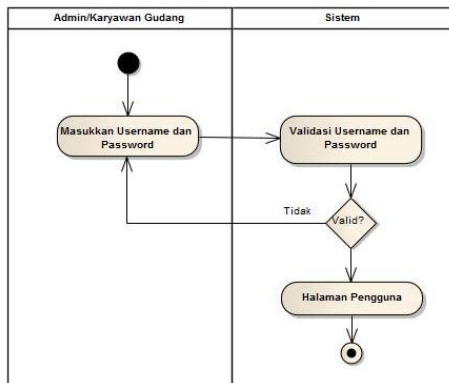 Admin/Karyawan Gudang
Sistem
Masukkan Username dan
Password
Validasi Username dan
Password
Tidak
Valid?
Halaman Pengguna